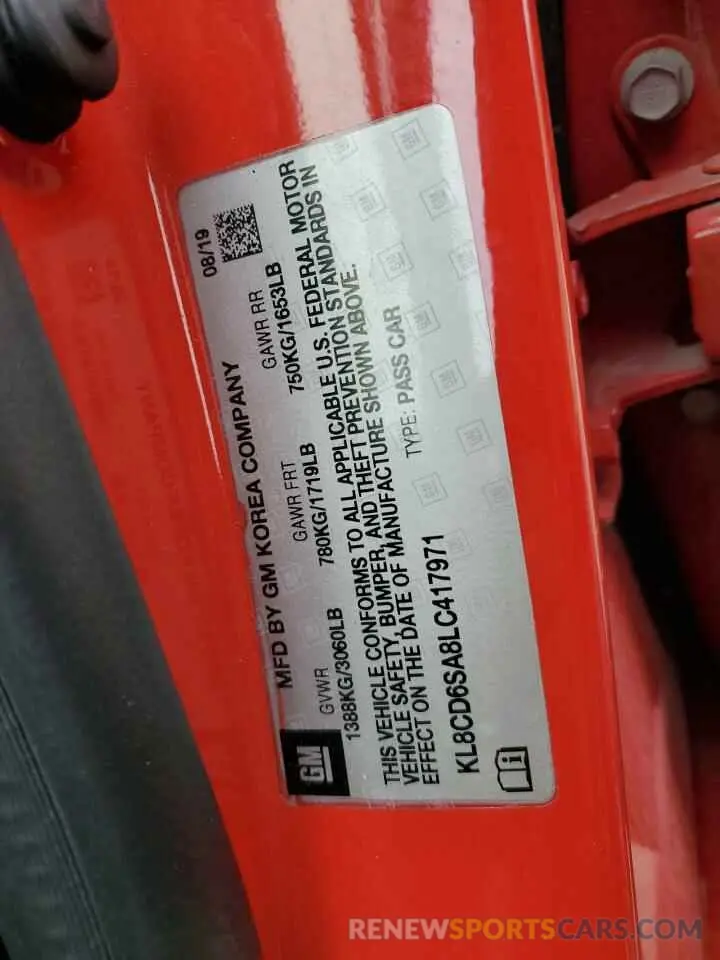 MFD BY GM KOREA COMPANY 08/19
GVWR GAWR FRT GAWR RR
1388KG/3060LB 780KG/1719LB 750KG/1653LB
THIS VEHICLE CONFORMS TO ALL APPLICABLE U.S. FEDERAL MOTOR
VEHICLE SAFETY, BUMPER, AND THEFT PREVENTION STANDARDS IN
EFFECT ON THE DATE OF MANUFACTURE SHOWN ABOVE.
TYPE: PASS CAR
KL8CD6SA8LC417971
GM
RENEWSPORTSCARS.COM